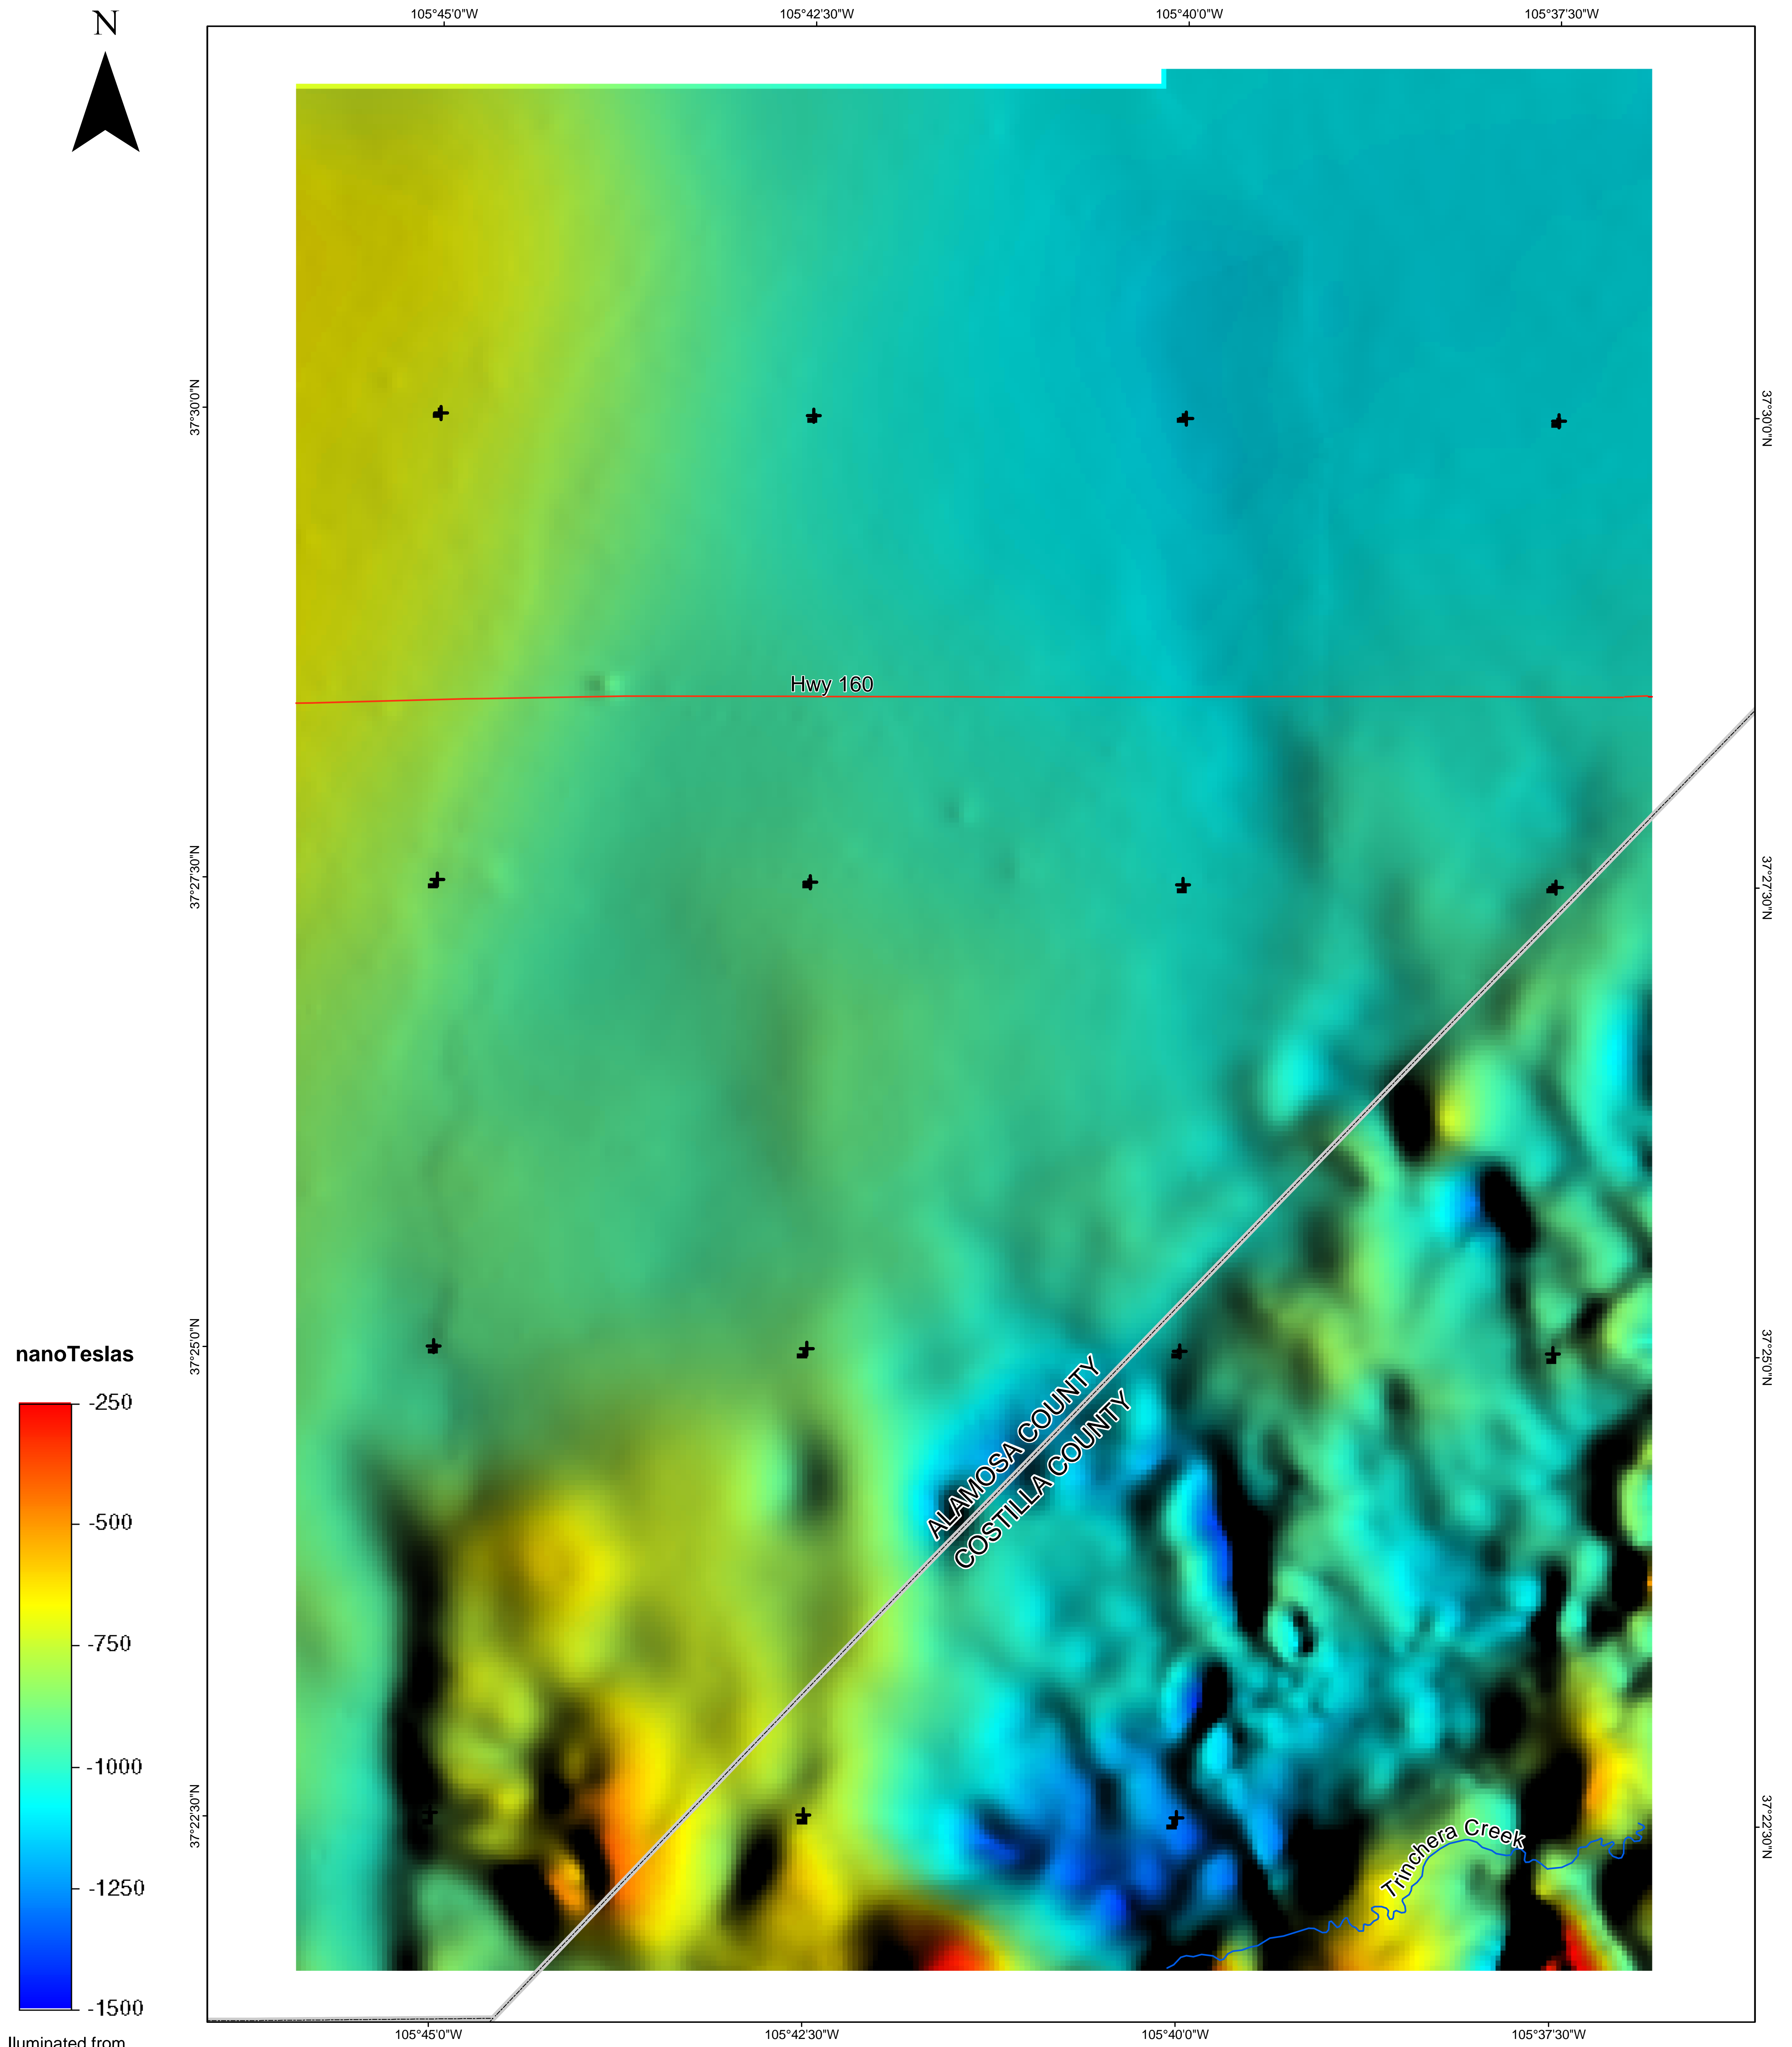 N
105°45'0"W
105°42'30"W
105°40'0"W
105°37'30"W
37°30'0"N
37°30'0"N
Hwy 160
37°27'30"N
37°27'30"N
37°25'0"N
37°25'0"N
ALAMOSA COUNTY
COSTILLA COUNTY
nanoTeslas
-250
-500
-750
-1000
-1250
-1500
37°22'30"N
37°22'30"N
Trinchera Creek
105°45'0"W
105°42'30"W
105°40'0"W
105°37'30"W
Iluminated from